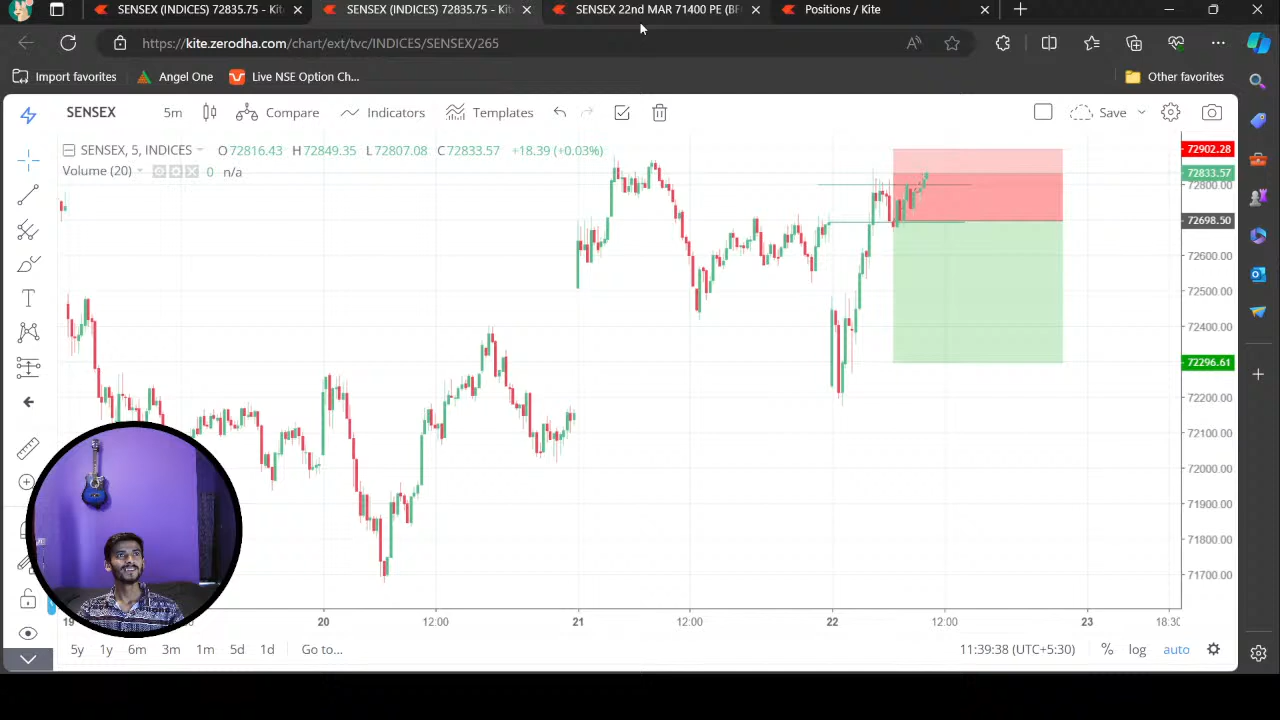 SENSEX (INDICES) 72835.75 - Kit
SENSEX (INDICES) 72835.75 - Kite
SENSEX 22nd MAR 71400 PE (BF
Positions / Kite
https://kite.zerodha.com/chart/ext/tvc/INDICES/SENSEX/265
Import favorites
Angel One
Live NSE Option Ch...
Other favorites
SENSEX
5m
Compare
Indicators
Templates
Save
SENSEX, 5, INDICES O 72816.43 H 72849.35 L 72807.08 C 72833.57 +18.39 (+0.03%)
Volume (20) 0 n/a
72902.28
72833.57
72800.00
72698.50
72600.00
72500.00
72400.00
72296.61
72200.00
72100.00
72000.00
71900.00
71800.00
71700.00
19 20 12:00 21 12:00 22 12:00 23 18:30
5y 1y 6m 3m 1m 5d 1d Go to...
11:39:38 (UTC+5:30) % log auto